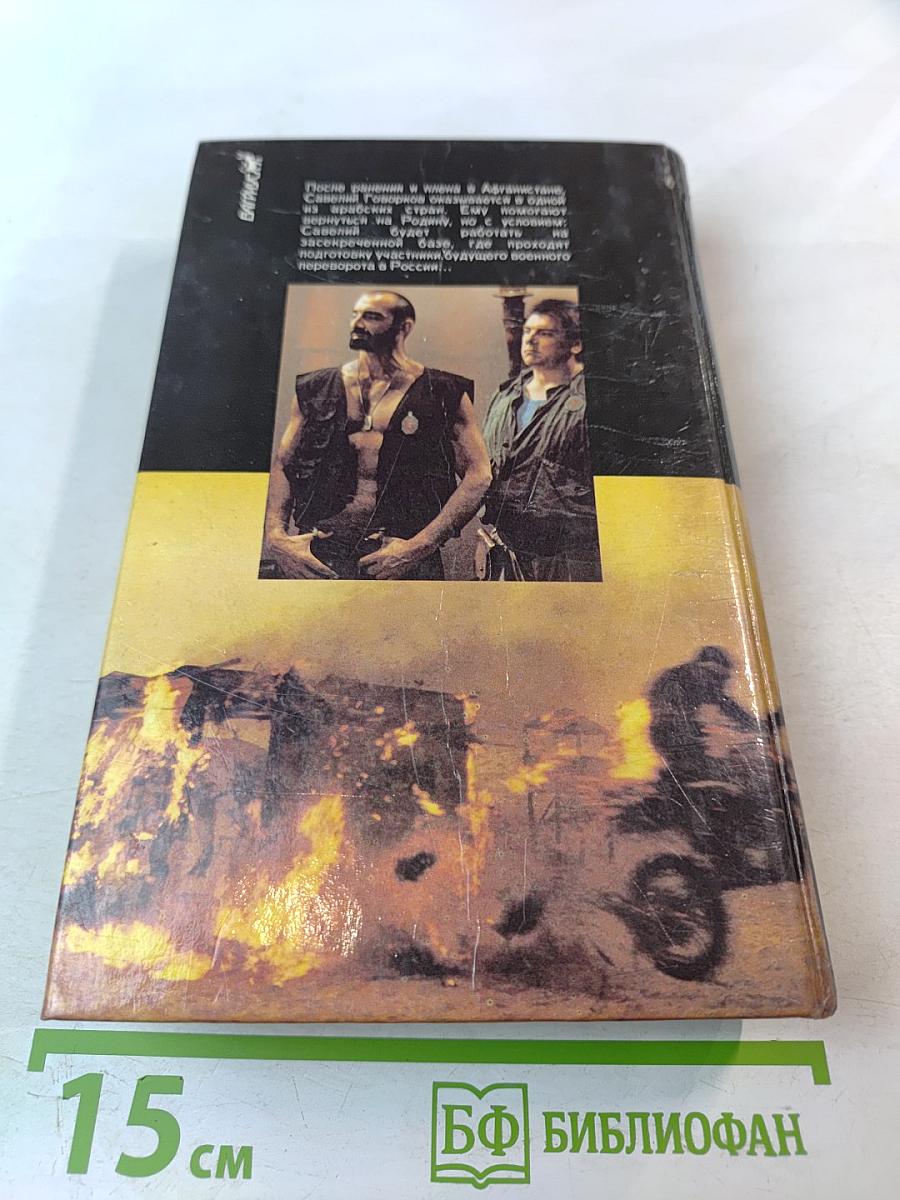 ВАГРИУС
После ранения и плена в Афганистане,
Савелий Говорков оказывается в одной
из арабских стран. Ему помогают
вернуться на Родину, но с условием:
Савелий будет работать на
засекреченной базе, где проходят
подготовку участники будущего военного
переворота в России...
15 см
БФ БИБЛИОФАН